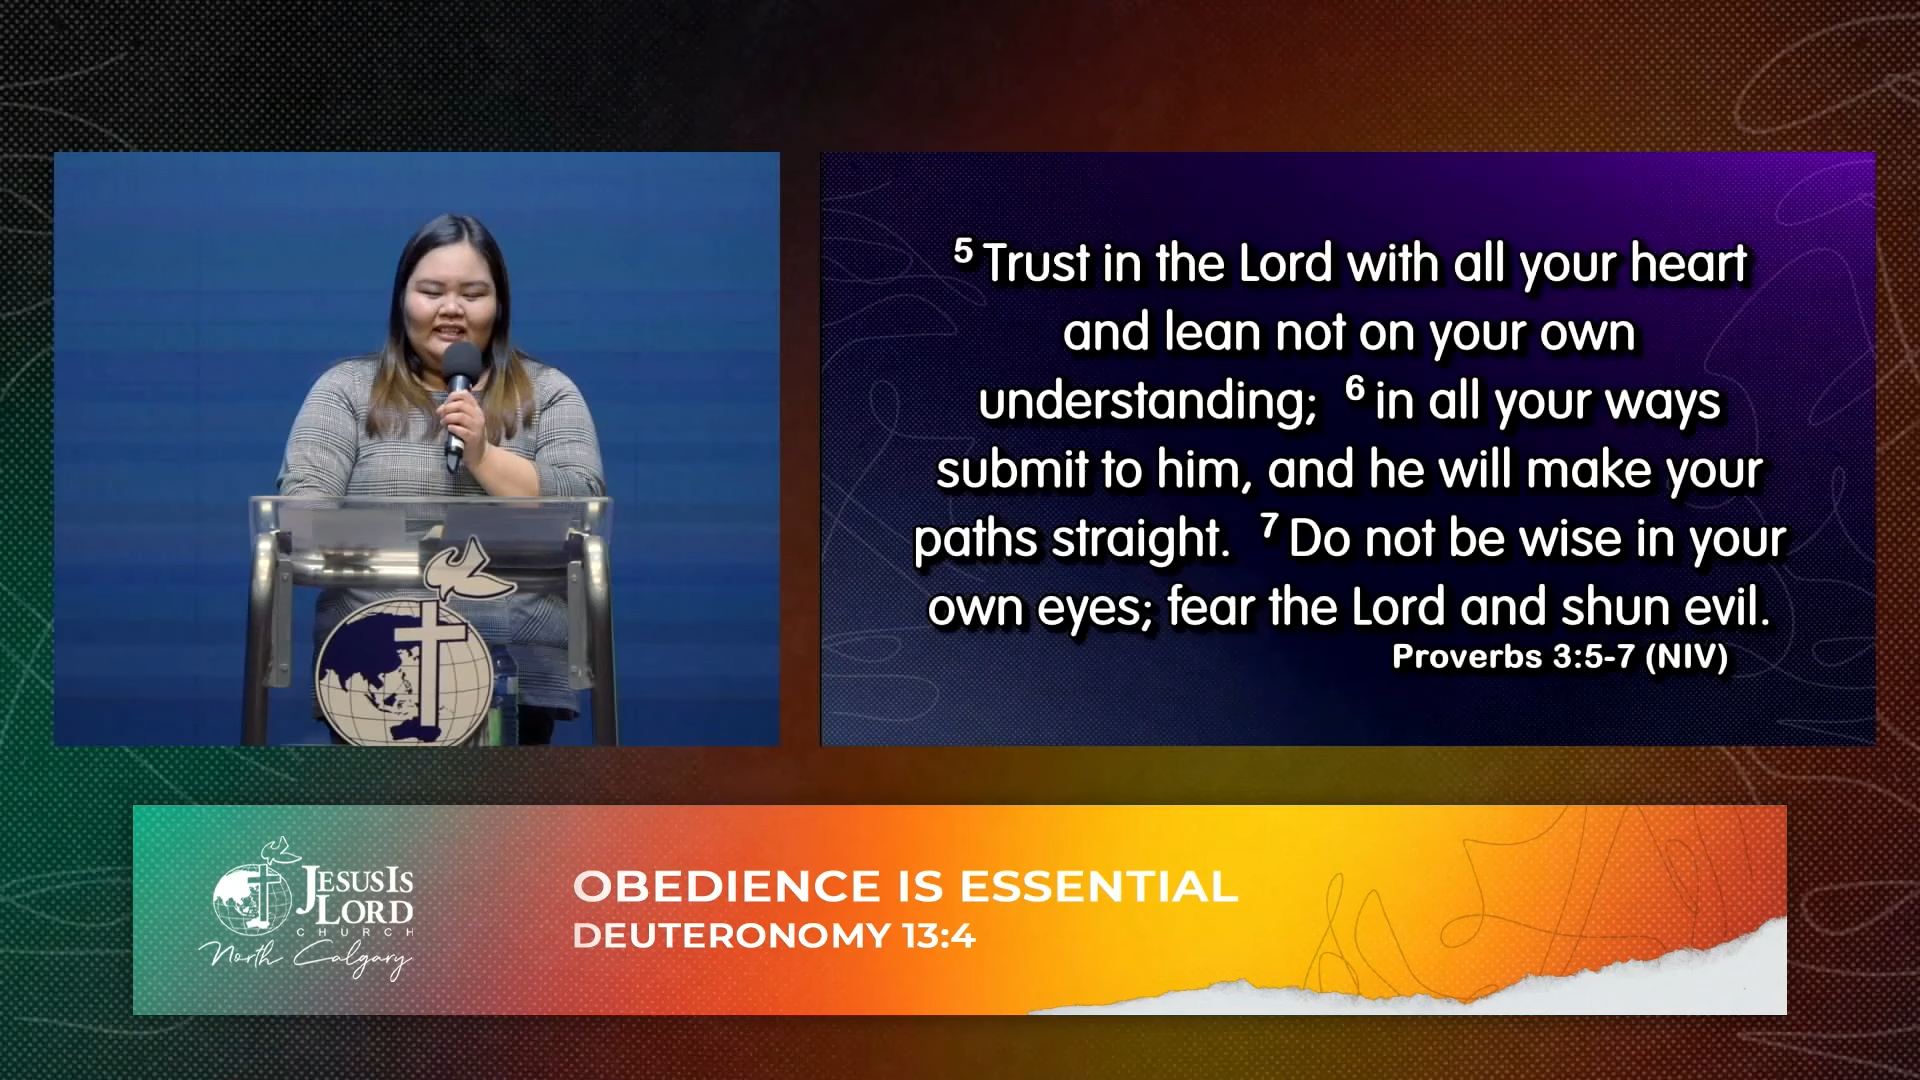 ⁵ Trust in the Lord with all your heart
and lean not on your own
understanding; ⁶ in all your ways
submit to him, and he will make your
paths straight. ⁷ Do not be wise in your
own eyes; fear the Lord and shun evil.
Proverbs 3:5-7 (NIV)
JESUS IS
LORD
CHURCH
North Calgary
OBEDIENCE IS ESSENTIAL
DEUTERONOMY 13:4